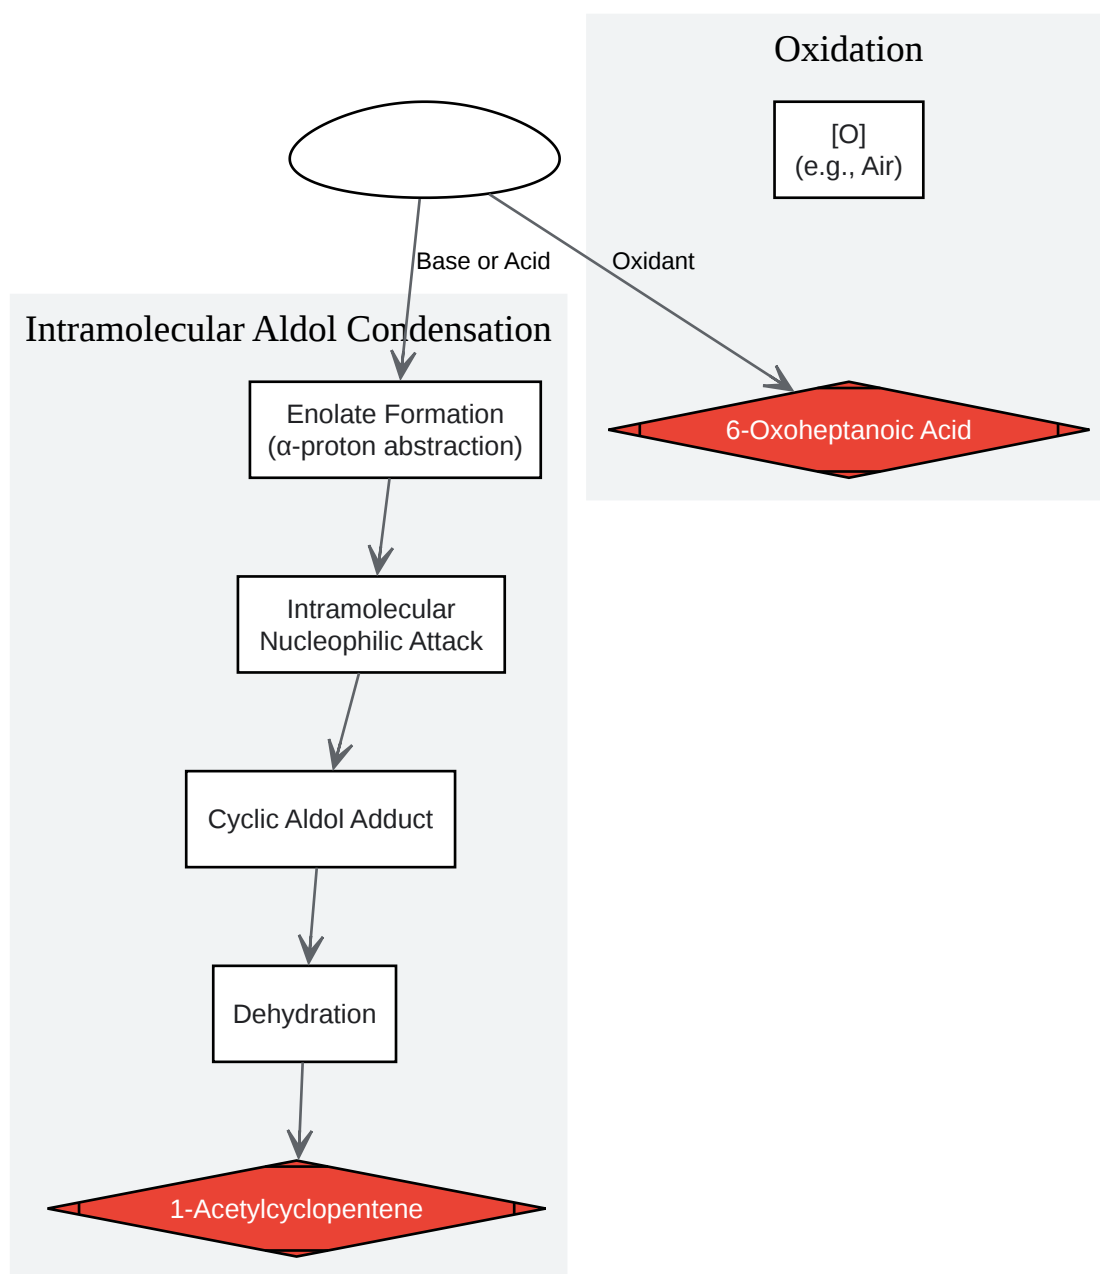 Oxidation
[O]
(e.g., Air)
Base or Acid
Oxidant
Intramolecular Aldol Condensation
Enolate Formation
(α-proton abstraction)
6-Oxoheptanoic Acid
Intramolecular
Nucleophilic Attack
Cyclic Aldol Adduct
Dehydration
1-Acetylcyclopentene